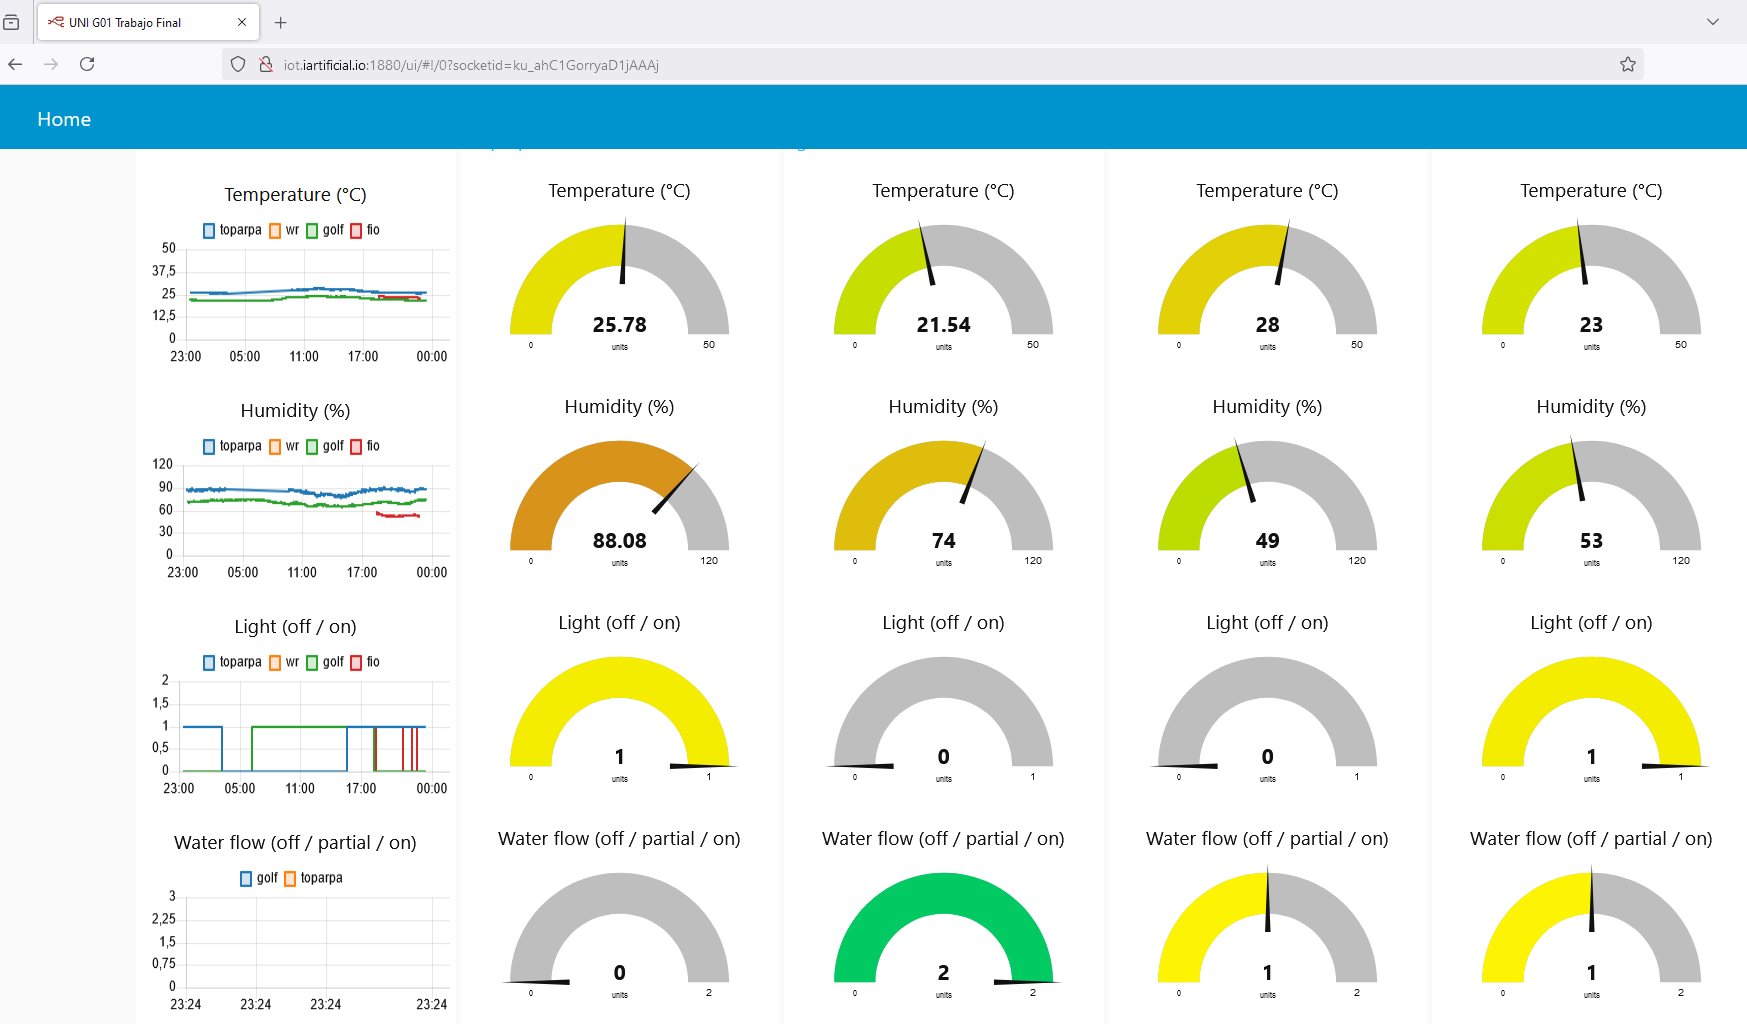 UNI G01 Trabajo Final
iot.iartificial.io:1880/ui/#!/0?socketid=ku_ahC1GorryaD1jAAAj
Home
Temperature (°C)
toparpa wr golf fio
50
37,5
25
12,5
0
23:00 05:00 11:00 17:00 00:00
Temperature (°C)
25.78
0 units 50
Temperature (°C)
21.54
0 units 50
Temperature (°C)
28
0 units 50
Temperature (°C)
23
0 units 50
Humidity (%)
toparpa wr golf fio
120
90
60
30
0
23:00 05:00 11:00 17:00 00:00
Humidity (%)
88.08
0 units 120
Humidity (%)
74
0 units 120
Humidity (%)
49
0 units 120
Humidity (%)
53
0 units 120
Light (off / on)
toparpa wr golf fio
2
1,5
1
0,5
0
23:00 05:00 11:00 17:00 00:00
Light (off / on)
1
0 units 1
Light (off / on)
0
0 units 1
Light (off / on)
0
0 units 1
Light (off / on)
1
0 units 1
Water flow (off / partial / on)
golf toparpa
3
2,25
1,5
0,75
0
23:24 23:24 23:24 23:24
Water flow (off / partial / on)
0
0 units 2
Water flow (off / partial / on)
2
0 units 2
Water flow (off / partial / on)
1
0 units 2
Water flow (off / partial / on)
1
0 units 2